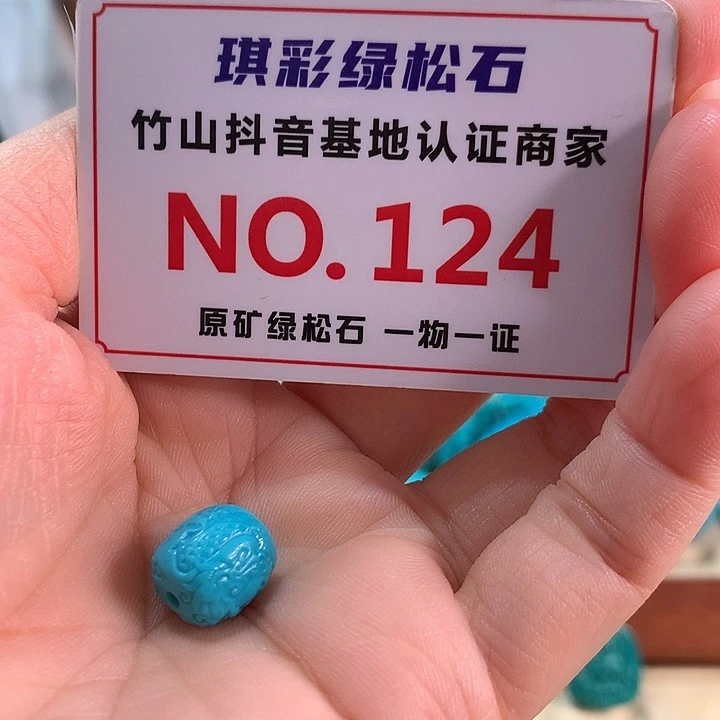 琪彩绿松石
竹山抖音基地认证商家
NO.124
原矿绿松石 一物一证